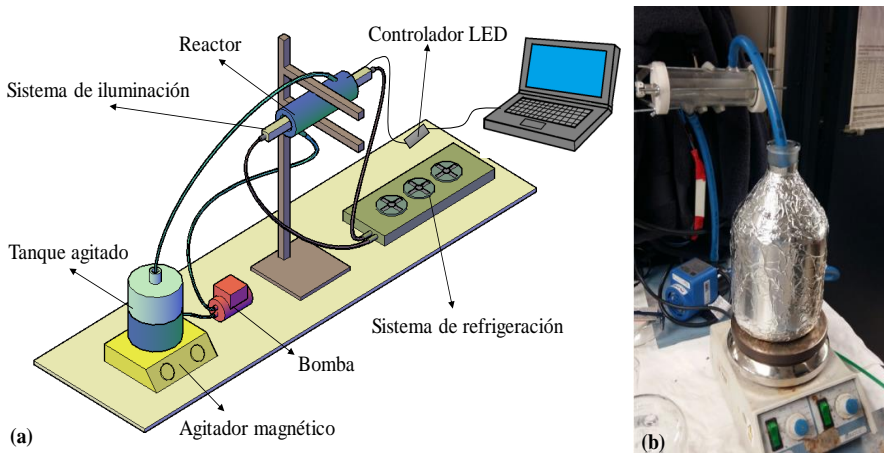 Reactor
Controlador LED
Sistema de iluminación
Tanque agitado
Sistema de refrigeración
Bomba
Agitador magnético
(a)
(b)